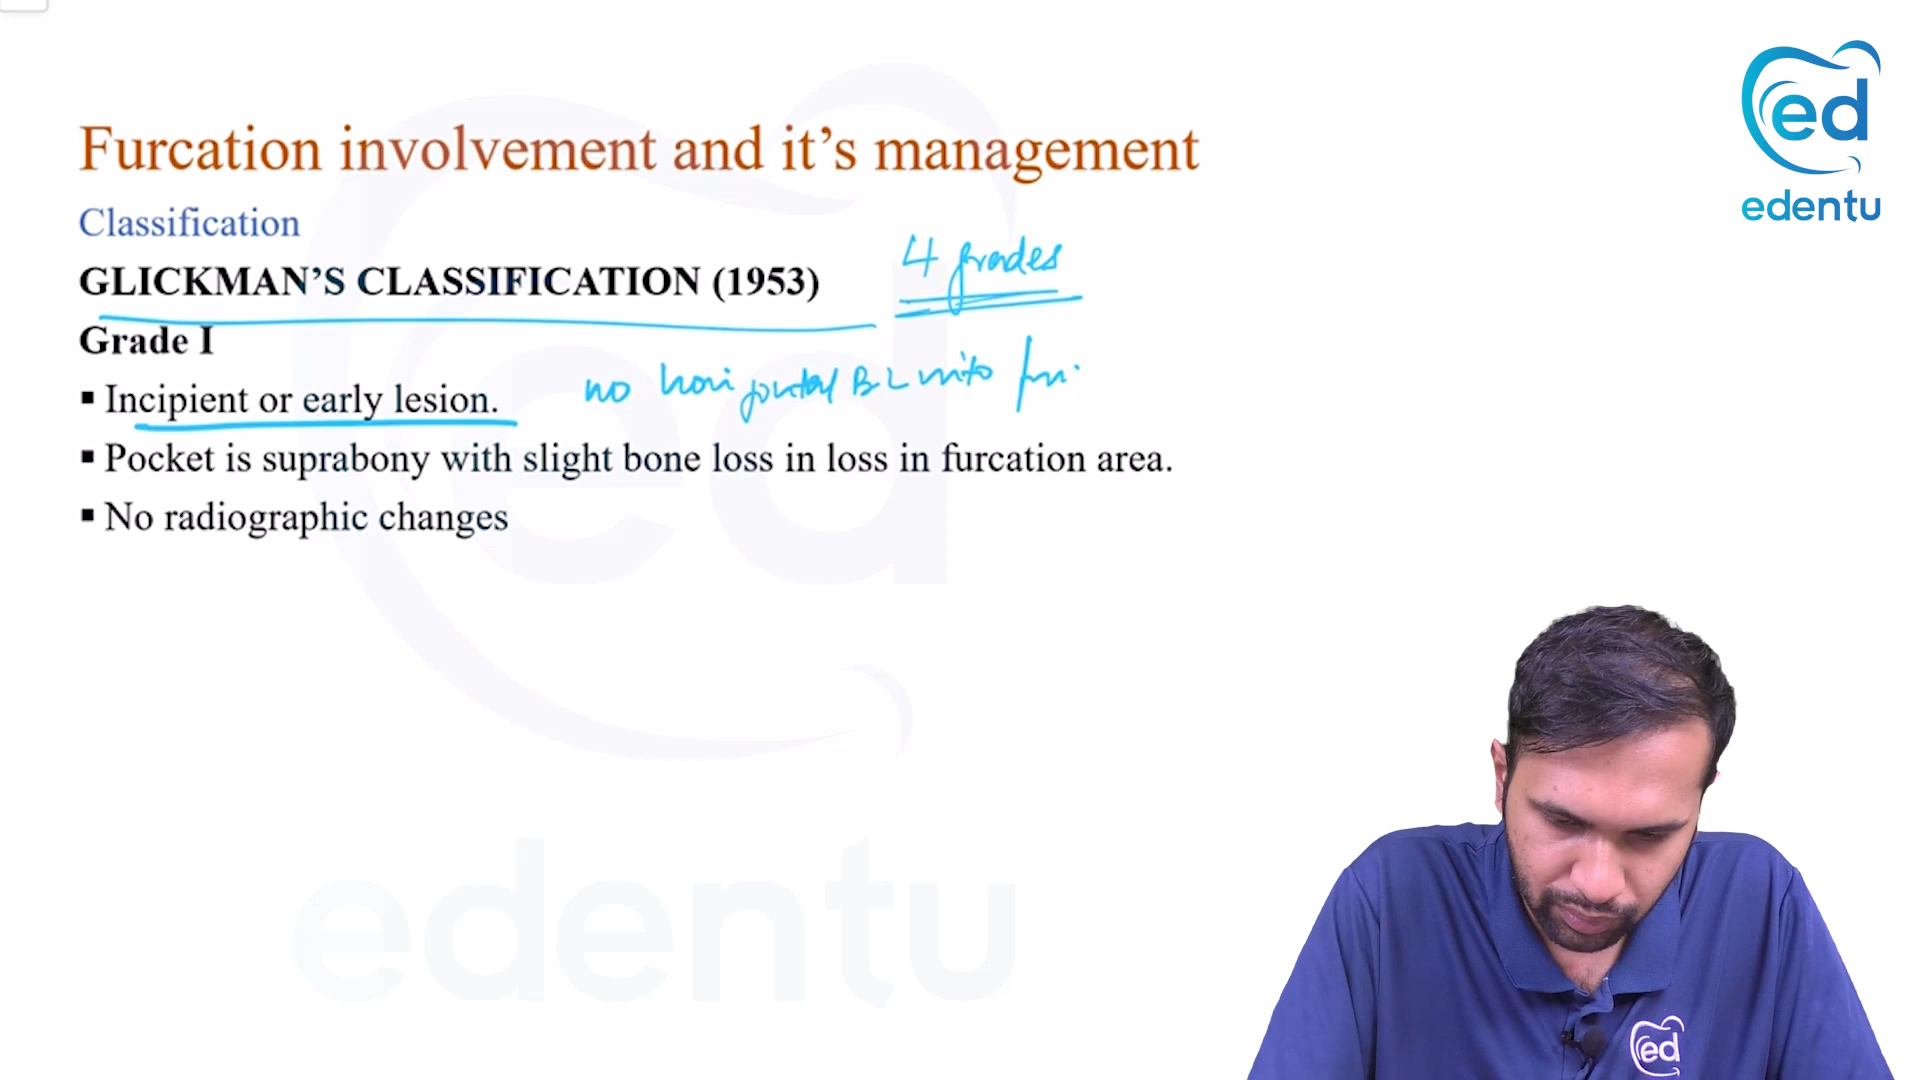 ed
edentu
Furcation involvement and it’s management
Classification
GLICKMAN’S CLASSIFICATION (1953)
4 grades
Grade I
▪ Incipient or early lesion.
no horizontal B L into fur.
▪ Pocket is suprabony with slight bone loss in loss in furcation area.
▪ No radiographic changes
ed
edentu
ed